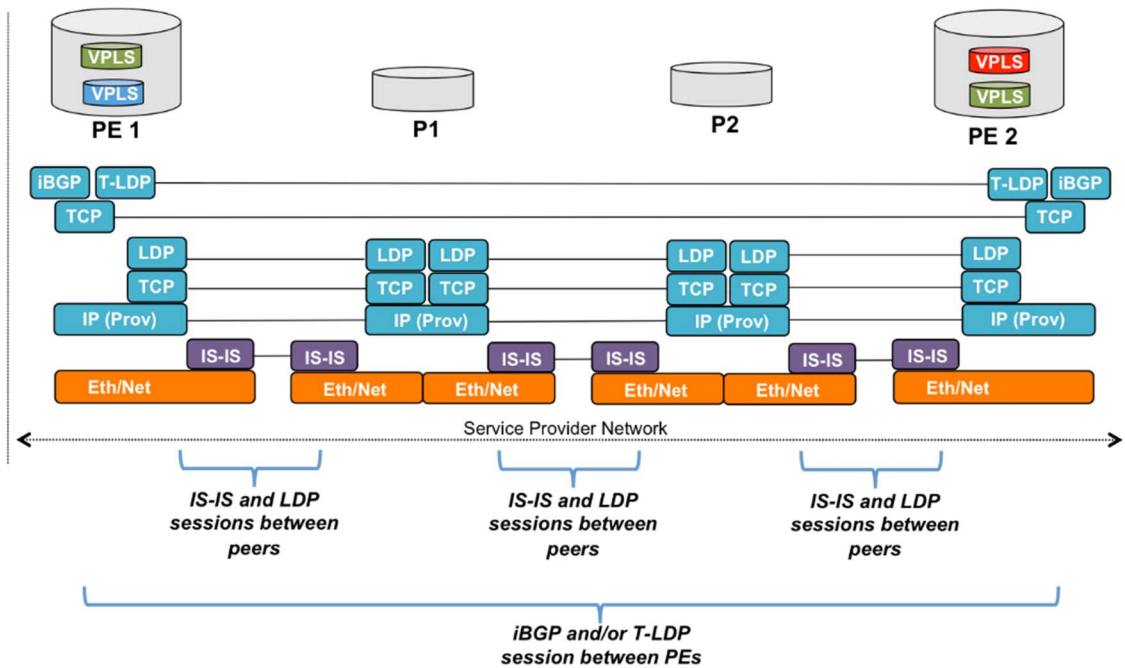 VPLS
VPLS
PE 1
P1
P2
VPLS
VPLS
PE 2
iBGP T-LDP T-LDP iBGP
TCP TCP
LDP LDP LDP LDP LDP LDP
TCP TCP TCP TCP TCP TCP
IP (Prov) IP (Prov) IP (Prov) IP (Prov)
IS-IS IS-IS IS-IS IS-IS IS-IS IS-IS
Eth/Net Eth/Net Eth/Net Eth/Net Eth/Net Eth/Net
Service Provider Network
IS-IS and LDP
sessions between
peers
IS-IS and LDP
sessions between
peers
IS-IS and LDP
sessions between
peers
iBGP and/or T-LDP
session between PEs